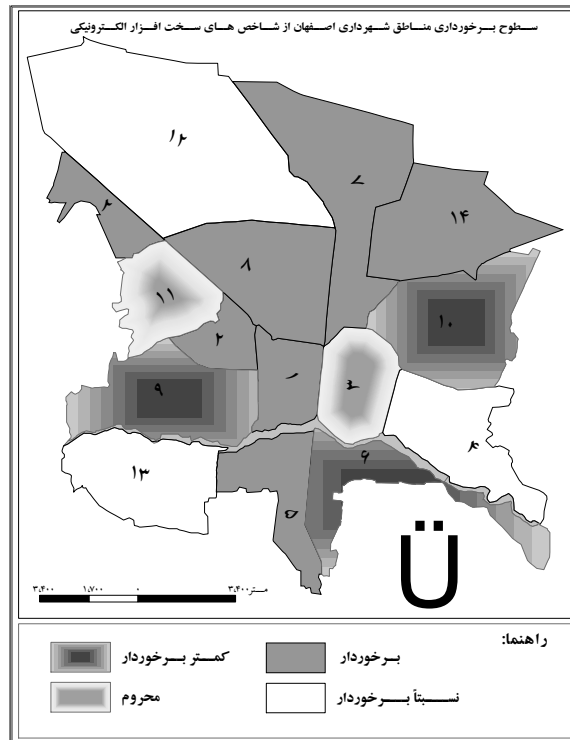 سطوح برخورداری مناطق شهرداری اصفهان از شاخص های سخت افزار الکترونیکی
۱۲
۷
۱۴
۲
۸
۱۱
۱۰
۲
۱
۳
۹
۴
۶
۱۳
۵
Ü
۳،۴۰۰ ۱،۷۰۰ ۰ ۳،۴۰۰ متر
راهنما:
برخوردار
کمتر برخوردار
نسبتاً برخوردار
محروم